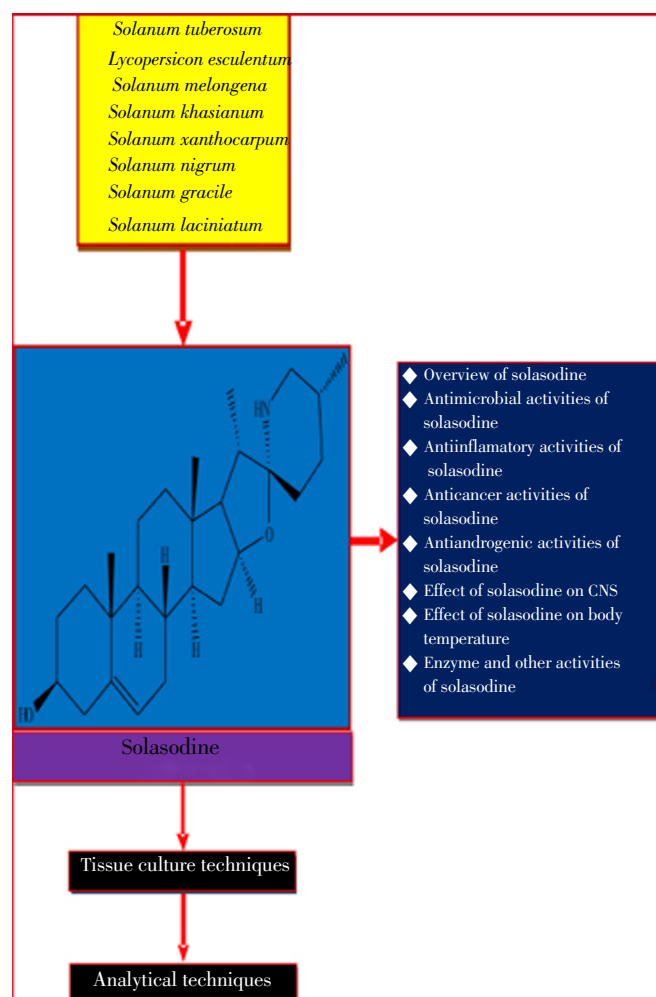 Solanum tuberosum
Lycopersicon esculentum
Solanum melongena
Solanum khasianum
Solanum xanthocarpum
Solanum nigrum
Solanum gracile
Solanum laciniatum
HN
O
H
H
H
H
HO
Solasodine
◆ Overview of solasodine
◆ Antimicrobial activities of
solasodine
◆ Antiinflamatory activities of
solasodine
◆ Anticancer activities of
solasodine
◆ Antiandrogenic activities of
solasodine
◆ Effect of solasodine on CNS
◆ Effect of solasodine on body
temperature
◆ Enzyme and other activities
of solasodine
Tissue culture techniques
Analytical techniques